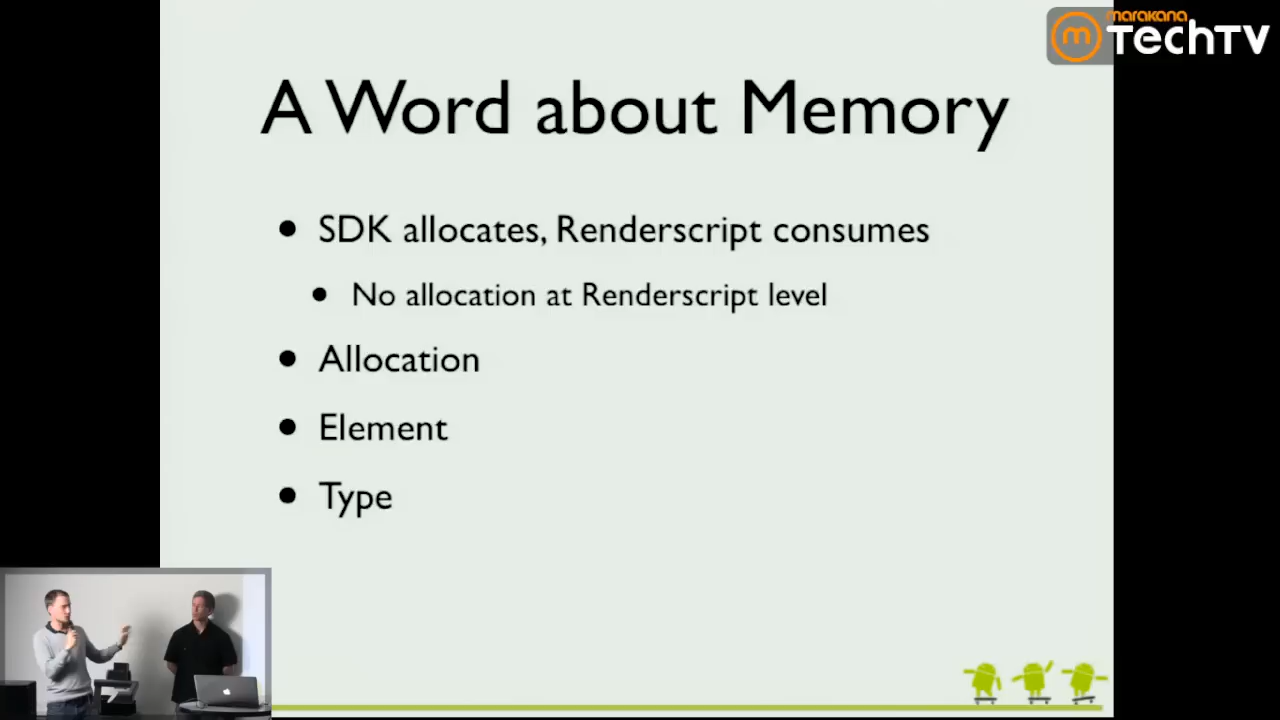 marakana
TechTV
A Word about Memory
SDK allocates, Renderscript consumes
No allocation at Renderscript level
Allocation
Element
Type